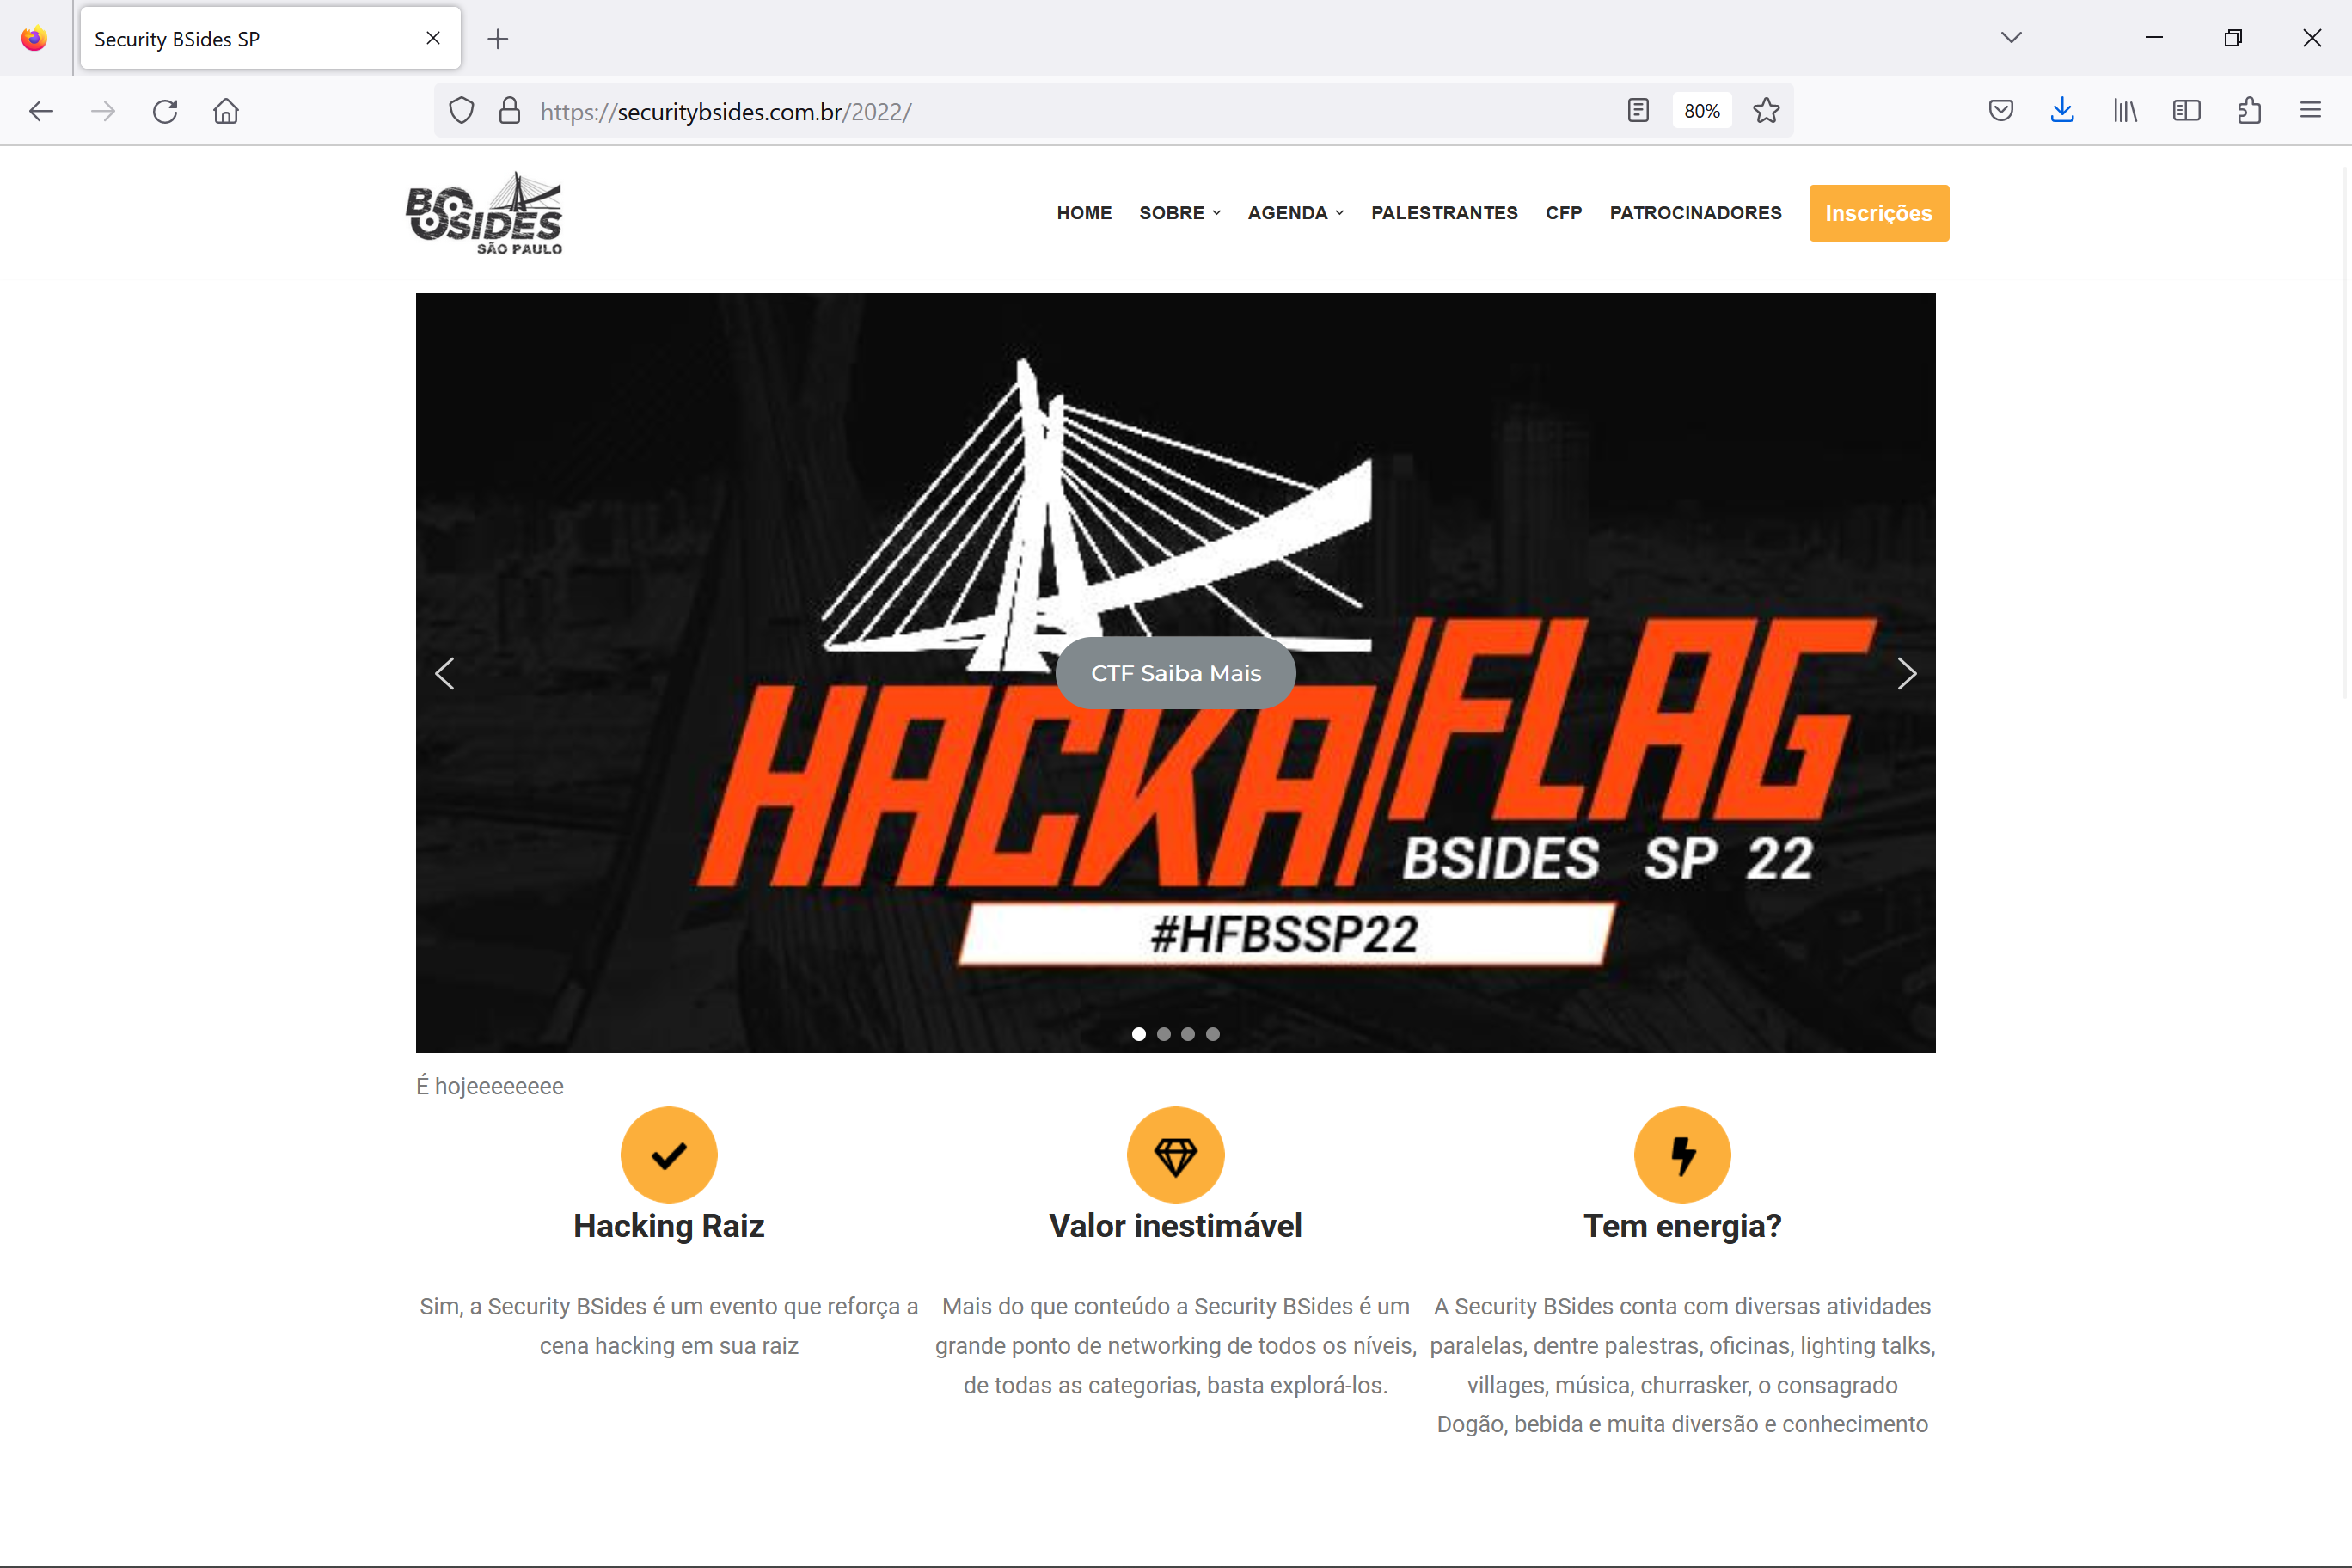 Security BSides SP
https://securitybsides.com.br/2022/
80%
BSIDES
SÃO PAULO
HOME SOBRE AGENDA PALESTRANTES CFP PATROCINADORES Inscrições
CTF Saiba Mais
HACKA/FLAG
BSIDES SP 22
#HFBSSP22
É hojeeeeeeee
Hacking Raiz
Sim, a Security BSides é um evento que reforça a
cena hacking em sua raiz
Valor inestimável
Mais do que conteúdo a Security BSides é um
grande ponto de networking de todos os níveis,
de todas as categorias, basta explorá-los.
Tem energia?
A Security BSides conta com diversas atividades
paralelas, dentre palestras, oficinas, lighting talks,
villages, música, churrasker, o consagrado
Dogão, bebida e muita diversão e conhecimento